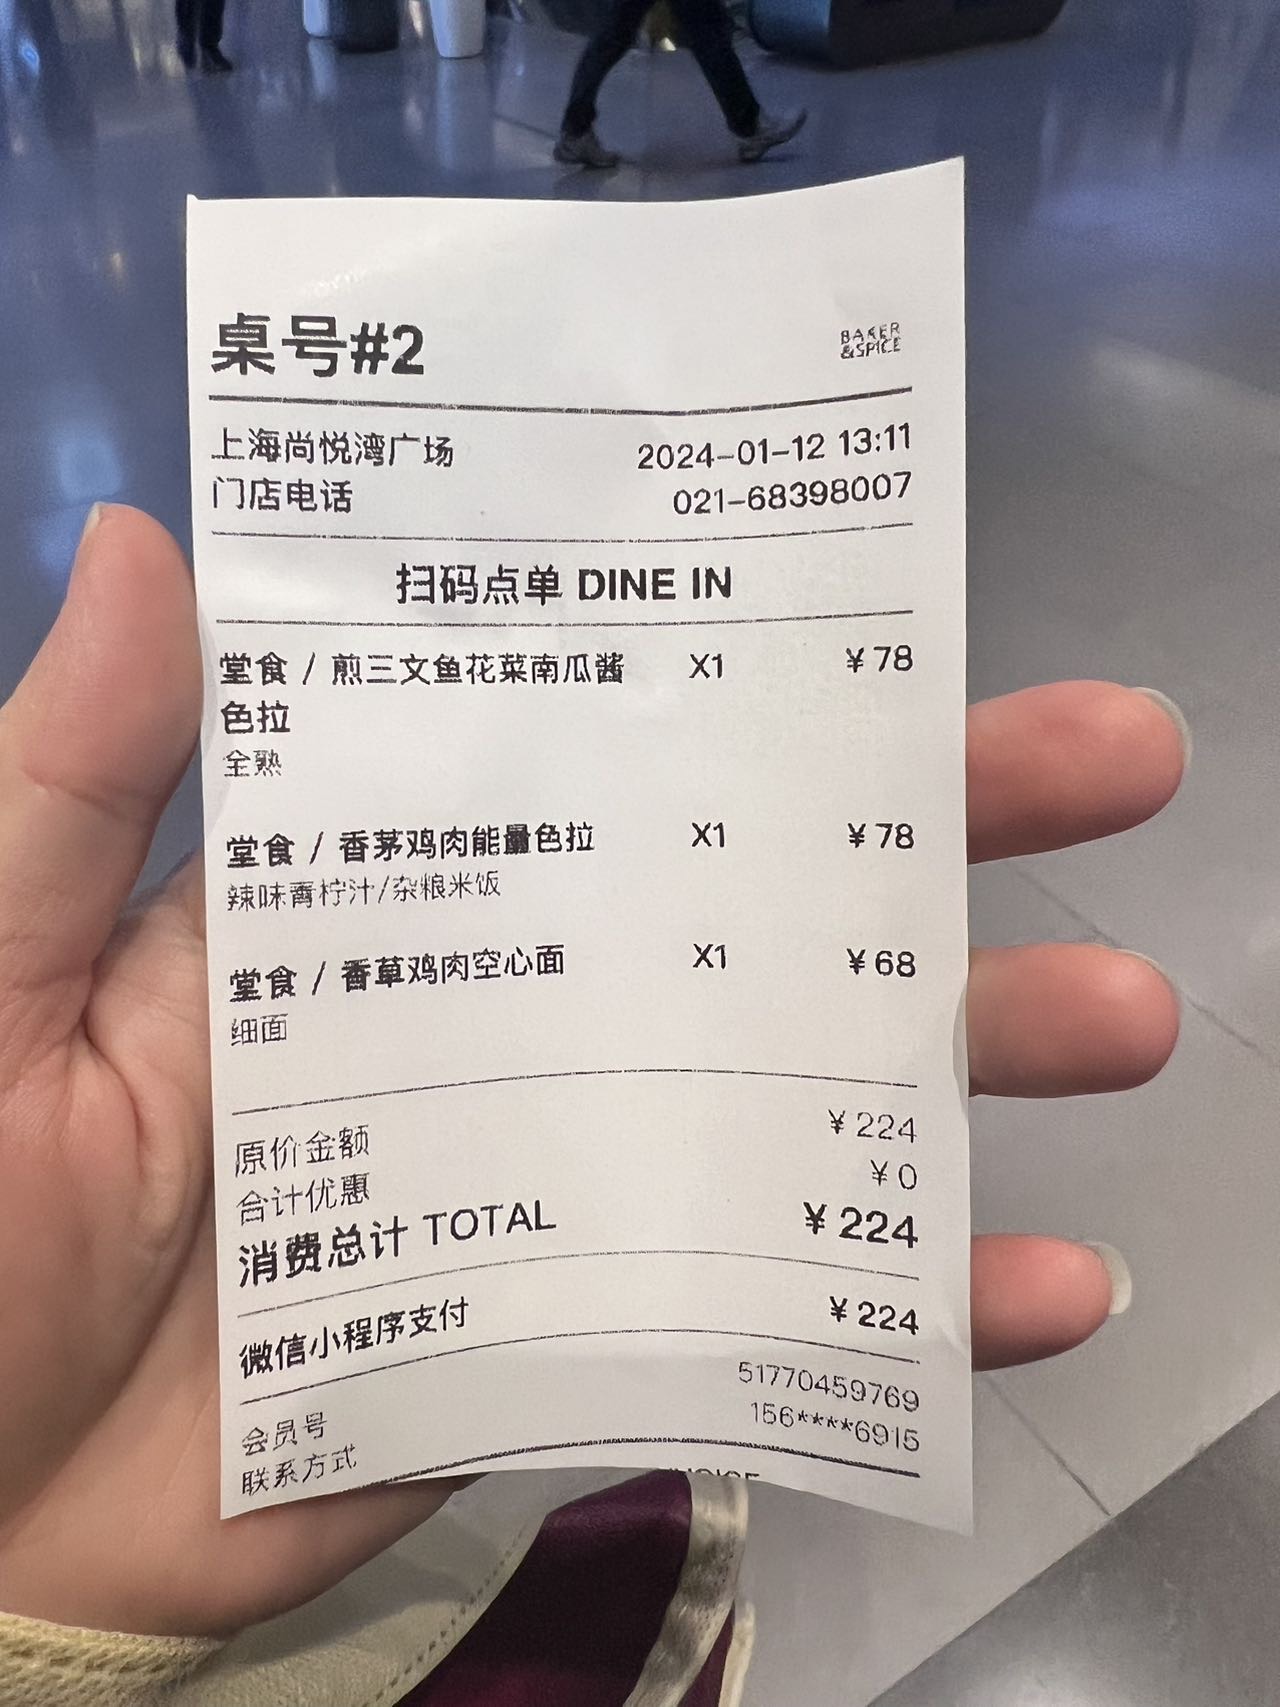 桌号#2
BAKER
&SPICE
上海尚悦湾广场 2024-01-12 13:11
门店电话 021-68398007
扫码点单 DINE IN
堂食 / 煎三文鱼花菜南瓜酱 X1 ¥78
色拉
全熟
堂食 / 香茅鸡肉能量色拉 X1 ¥78
辣味青柠汁/杂粮米饭
堂食 / 香草鸡肉空心面 X1 ¥68
细面
原价金额 ¥224
合计优惠 ¥0
消费总计 TOTAL ¥224
微信小程序支付 ¥224
会员号 51770459769
联系方式 156****6915